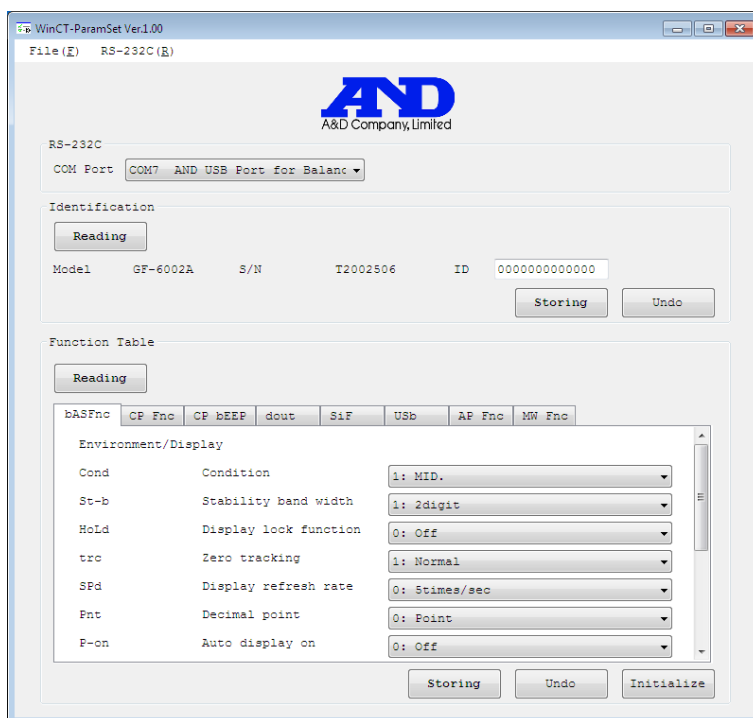 WinCT-ParamSet Ver.1.00
File(F) RS-232C(R)
AND
A&D Company, Limited
RS-232C
COM Port COM7 AND USB Port for Balanc
Identification
Reading
Model GF-6002A S/N T2002506 ID 0000000000000
Storing Undo
Function Table
Reading
bASFnc CP Fnc CP bEEP dout SiF USb AP Fnc MW Fnc
Environment/Display
Cond Condition 1: MID.
St-b Stability band width 1: 2digit
HoLd Display lock function 0: Off
trc Zero tracking 1: Normal
SPd Display refresh rate 0: 5times/sec
Pnt Decimal point 0: Point
P-on Auto display on 0: Off
Storing Undo Initialize